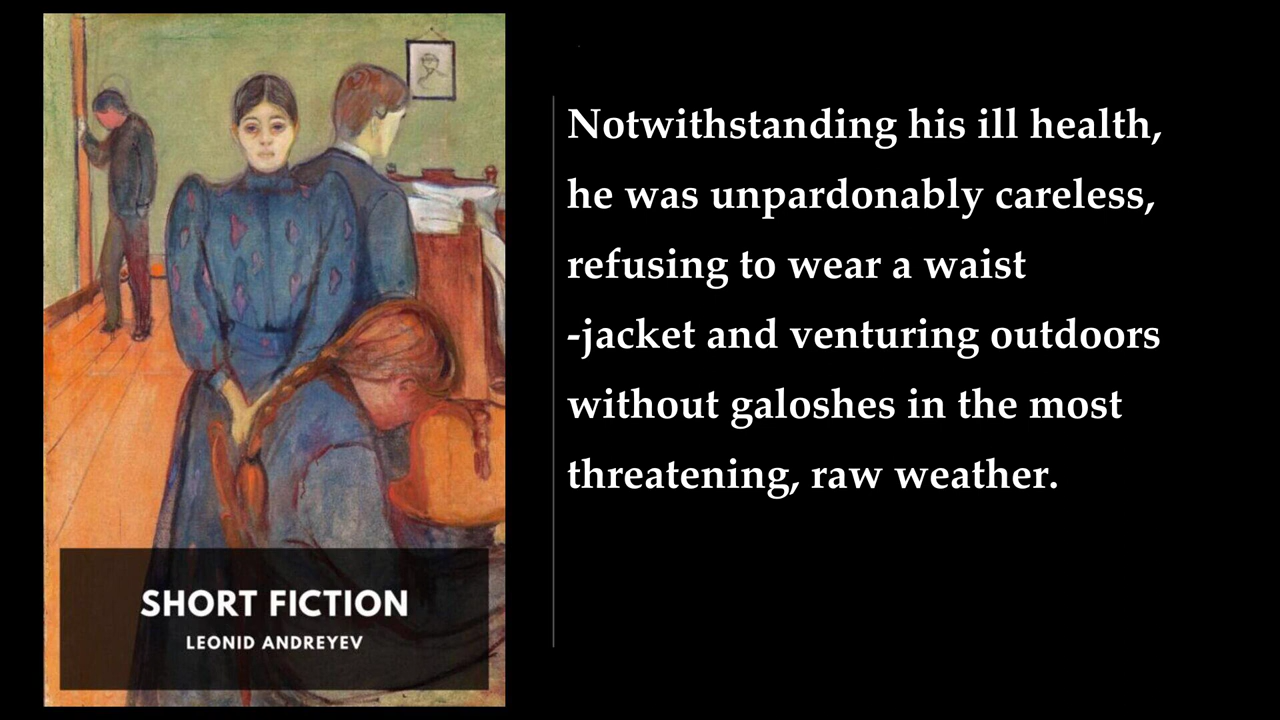 Notwithstanding his ill health,
he was unpardonably careless,
refusing to wear a waist
-jacket and venturing outdoors
without galoshes in the most
threatening, raw weather.
SHORT FICTION
LEONID ANDREYEV